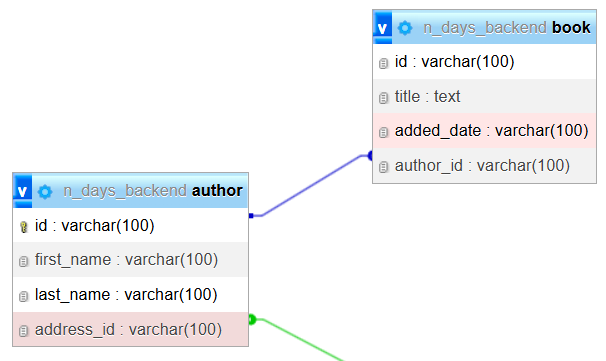 v n_days_backend book
id : varchar(100)
title : text
added_date : varchar(100)
author_id : varchar(100)
v n_days_backend author
id : varchar(100)
first_name : varchar(100)
last_name : varchar(100)
address_id : varchar(100)